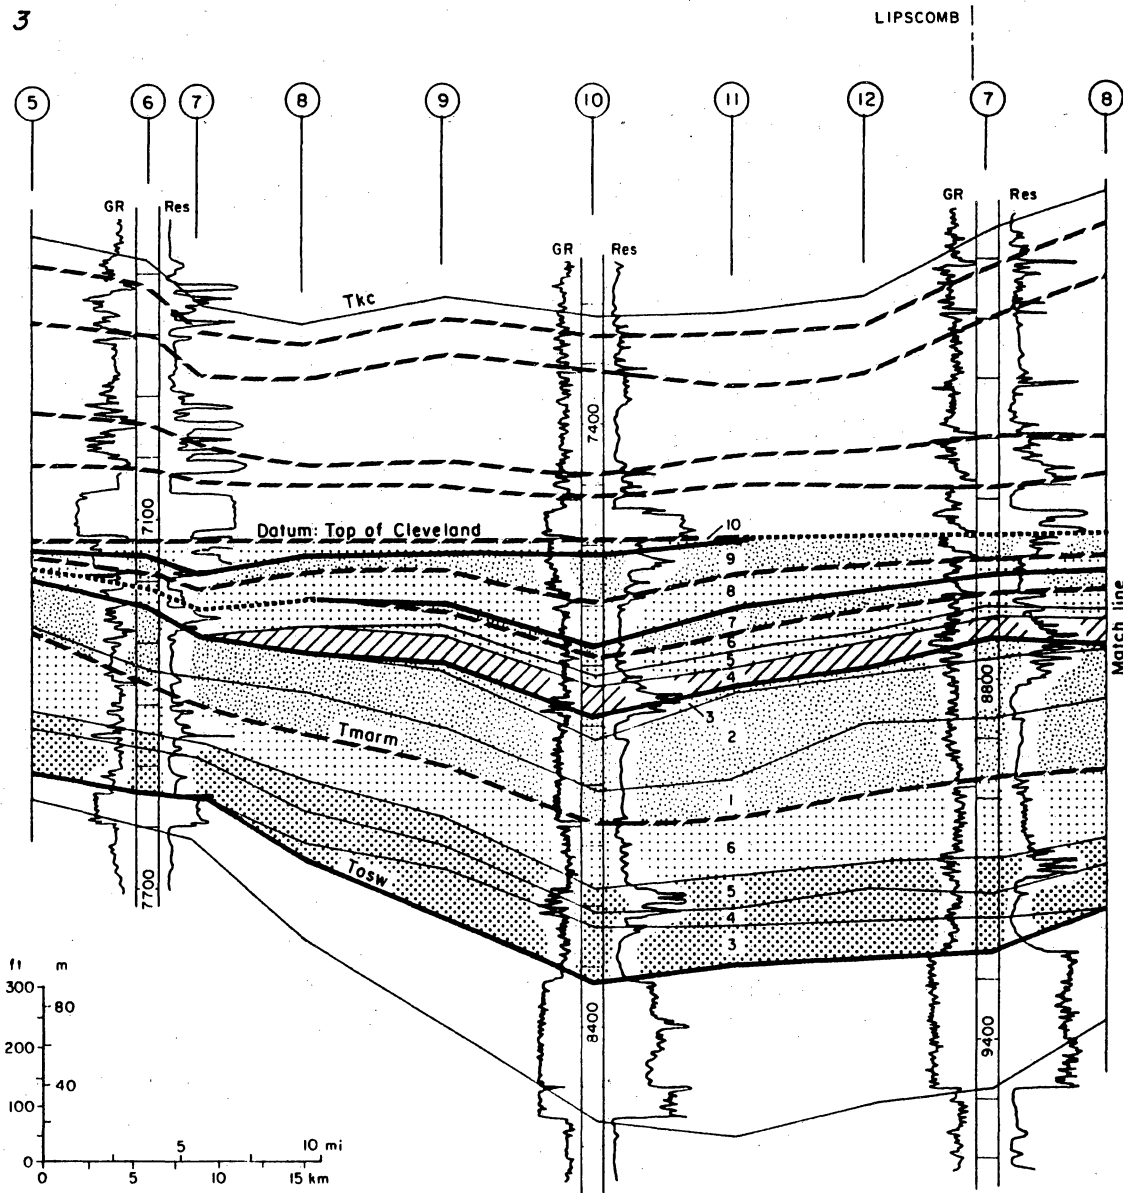 3
LIPSCOMB
5 6 7 8 9 10 11 12 7 8
GR Res
GR Res
GR Res
Tkc
7400
7100
Datum: Top of Cleveland
10
9
8
7
6
5
4
3
2
1
Match line
8800
Tmarm
6
5
4
3
Tosw
7700
8400
9400
ft m
300
80
200
40
100
0
5 10 mi
0 5 10 15 km